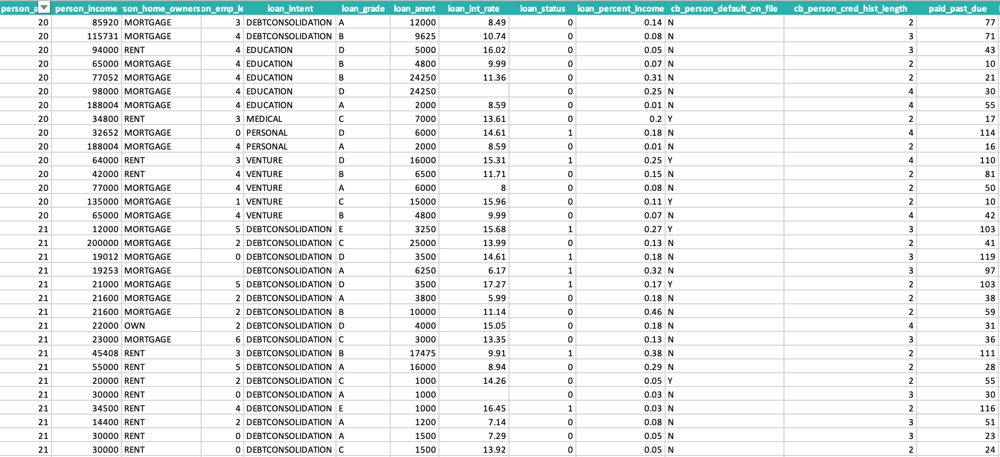 person_a person_income son_home_owners on_emp_le loan_intent loan_grade loan_amnt loan_int_rate loan_status loan_percent_income cb_person_default_on_file cb_person_cred_hist_length paid_past_due
20 85920 MORTGAGE 3 DEBTCONSOLIDATION A 12000 8.49 0 0.14 N 2 77
20 115731 MORTGAGE 4 DEBTCONSOLIDATION B 9625 10.74 0 0.08 N 3 71
20 94000 RENT 4 EDUCATION D 5000 16.02 0 0.05 N 3 43
20 65000 MORTGAGE 4 EDUCATION B 4800 9.99 0 0.07 N 2 10
20 77052 MORTGAGE 4 EDUCATION B 24250 11.36 0 0.31 N 2 21
20 98000 MORTGAGE 4 EDUCATION D 24250 0 0.25 N 4 30
20 188004 MORTGAGE 4 EDUCATION A 2000 8.59 0 0.01 N 4 55
20 34800 RENT 3 MEDICAL C 7000 13.61 0 0.2 Y 2 17
20 32652 MORTGAGE 0 PERSONAL D 6000 14.61 1 0.18 N 4 114
20 188004 MORTGAGE 4 PERSONAL A 2000 8.59 0 0.01 N 2 16
20 64000 RENT 3 VENTURE D 16000 15.31 1 0.25 Y 4 110
20 42000 RENT 4 VENTURE B 6500 11.71 0 0.15 N 2 81
20 77000 MORTGAGE 4 VENTURE A 6000 8 0 0.08 N 2 50
20 135000 MORTGAGE 1 VENTURE C 15000 15.96 0 0.11 Y 2 10
20 65000 MORTGAGE 4 VENTURE B 4800 9.99 0 0.07 N 4 42
21 12000 MORTGAGE 5 DEBTCONSOLIDATION E 3250 15.68 1 0.27 Y 3 103
21 200000 MORTGAGE 2 DEBTCONSOLIDATION C 25000 13.99 0 0.13 N 2 41
21 19012 MORTGAGE 0 DEBTCONSOLIDATION D 3500 14.61 1 0.18 N 3 119
21 19253 MORTGAGE DEBTCONSOLIDATION A 6250 6.17 1 0.32 N 3 97
21 21000 MORTGAGE 5 DEBTCONSOLIDATION D 3500 17.27 1 0.17 Y 2 103
21 21600 MORTGAGE 2 DEBTCONSOLIDATION A 3800 5.99 0 0.18 N 2 38
21 21600 MORTGAGE 2 DEBTCONSOLIDATION B 10000 11.14 0 0.46 N 2 59
21 22000 OWN 2 DEBTCONSOLIDATION D 4000 15.05 0 0.18 N 4 31
21 23000 MORTGAGE 6 DEBTCONSOLIDATION C 3000 13.35 0 0.13 N 3 36
21 45408 RENT 3 DEBTCONSOLIDATION B 17475 9.91 1 0.38 N 2 111
21 55000 RENT 5 DEBTCONSOLIDATION A 16000 8.94 0 0.29 N 2 28
21 20000 RENT 2 DEBTCONSOLIDATION C 1000 14.26 0 0.05 Y 2 55
21 30000 RENT 0 DEBTCONSOLIDATION A 1000 0 0.03 N 3 30
21 34500 RENT 4 DEBTCONSOLIDATION E 1000 16.45 1 0.03 N 2 116
21 14400 RENT 2 DEBTCONSOLIDATION A 1200 7.14 0 0.08 N 3 51
21 30000 RENT 0 DEBTCONSOLIDATION A 1500 7.29 0 0.05 N 3 23
21 30000 RENT 0 DEBTCONSOLIDATION C 1500 13.92 0 0.05 N 2 24